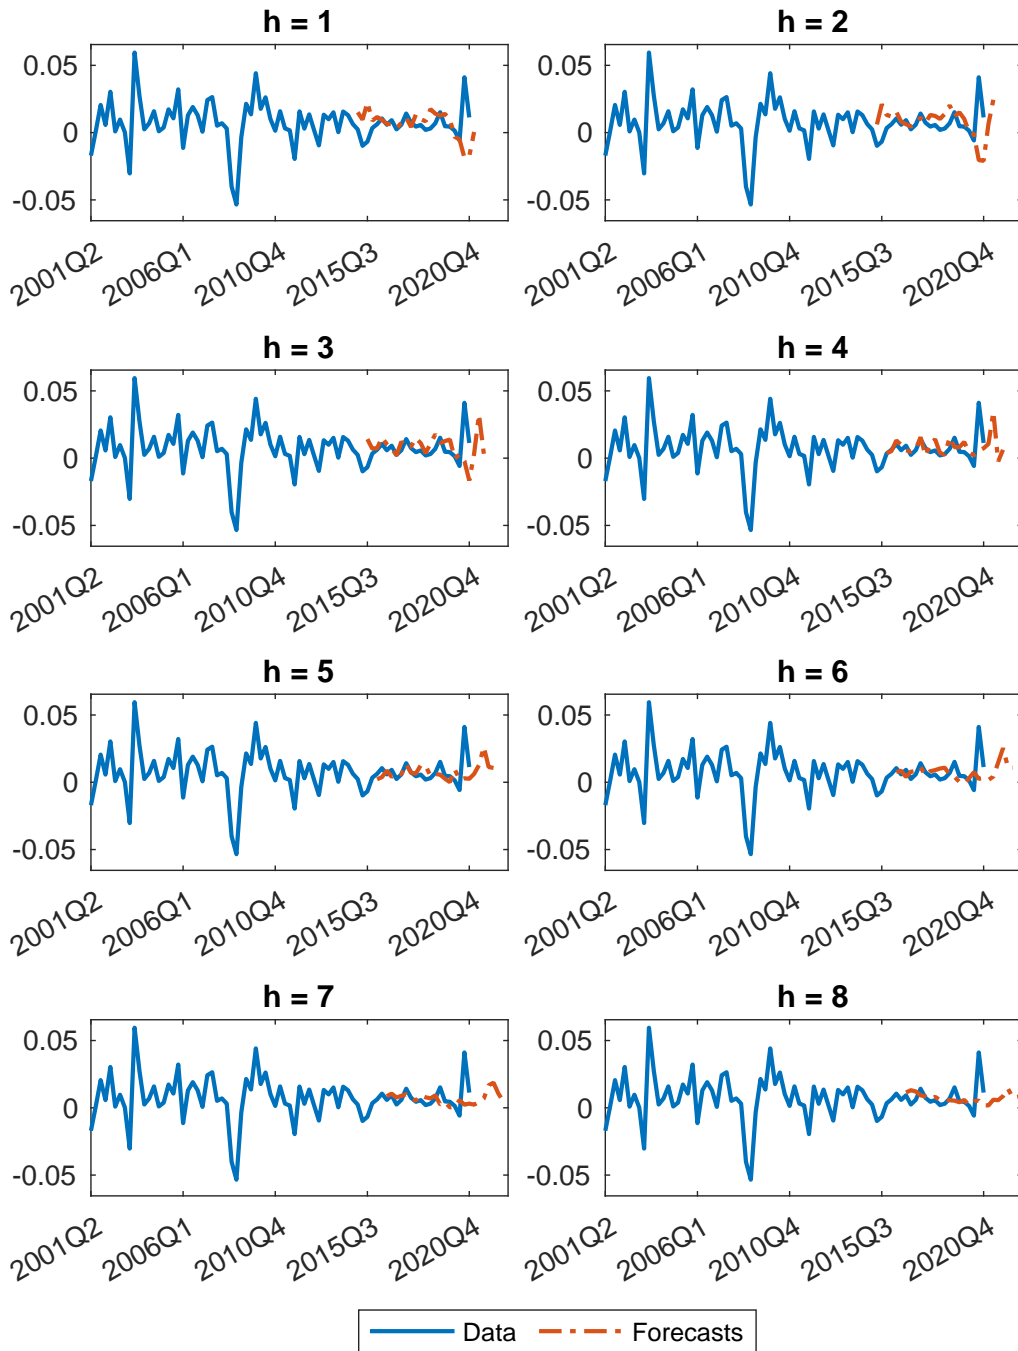 h = 1
h = 2
0.05
0
-0.05
0.05
0
-0.05
2001Q2
2006Q1
2010Q4
2015Q3
2020Q4
2001Q2
2006Q1
2010Q4
2015Q3
2020Q4
h = 3
h = 4
0.05
0
-0.05
0.05
0
-0.05
2001Q2
2006Q1
2010Q4
2015Q3
2020Q4
2001Q2
2006Q1
2010Q4
2015Q3
2020Q4
h = 5
h = 6
0.05
0
-0.05
0.05
0
-0.05
2001Q2
2006Q1
2010Q4
2015Q3
2020Q4
2001Q2
2006Q1
2010Q4
2015Q3
2020Q4
h = 7
h = 8
0.05
0
-0.05
0.05
0
-0.05
2001Q2
2006Q1
2010Q4
2015Q3
2020Q4
2001Q2
2006Q1
2010Q4
2015Q3
2020Q4
Data
Forecasts